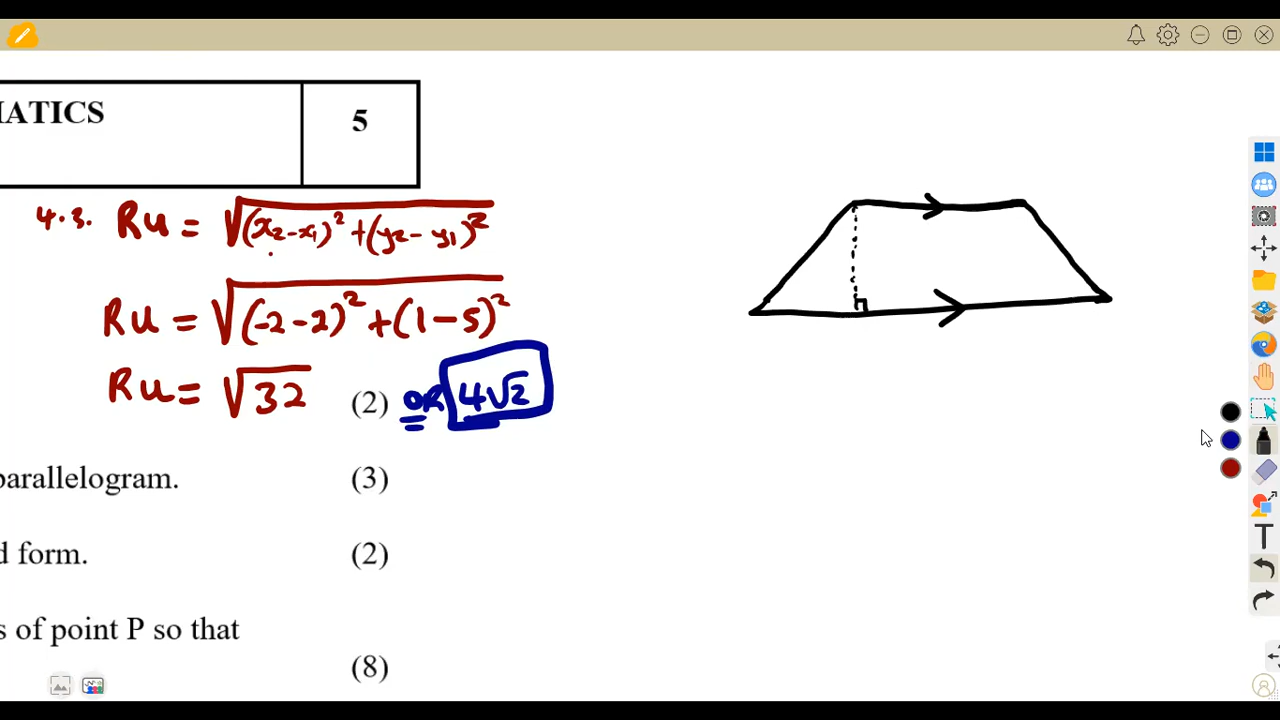 MATICS
5
4.3. Ru = √(x₂-x₁)² + (y₂-y₁)²
Ru = √(-2-2)² + (1-5)²
Ru = √32 (2) OR 4√2
parallelogram. (3)
d form. (2)
s of point P so that
(8)
T